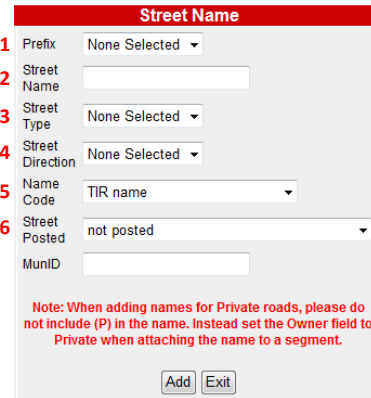 Street Name
1 Prefix None Selected
2 Street
Name
3 Street
Type None Selected
4 Street
Direction None Selected
5 Name
Code TIR name
6 Street
Posted not posted
MunID
Note: When adding names for Private roads, please do
not include (P) in the name. Instead set the Owner field to
Private when attaching the name to a segment.
Add Exit